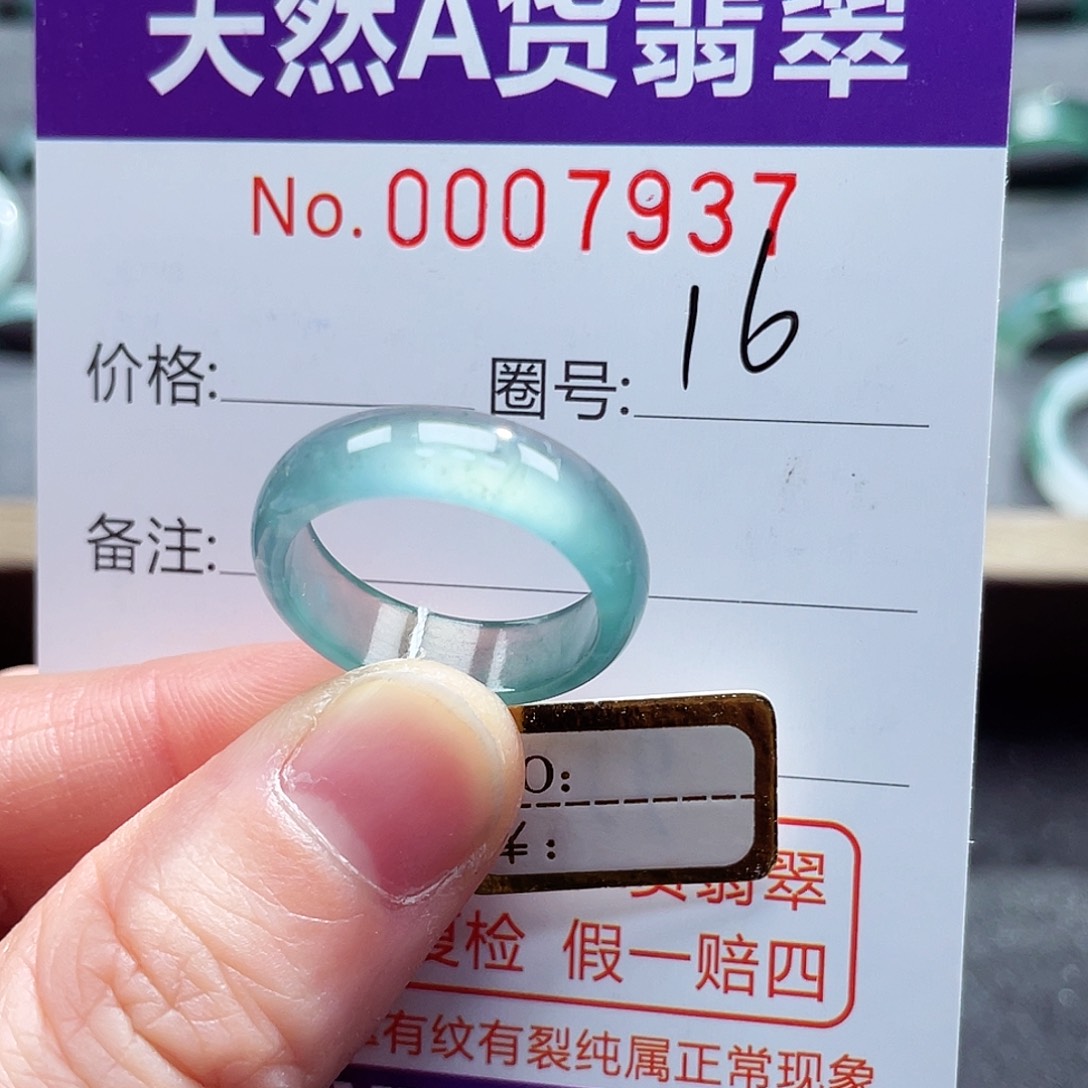 天然A货翡翠
No. 0007937
价格: 圈号: 16
备注:
O:
¥:
货翡翠
复检 假一赔四
有纹有裂纯属正常现象